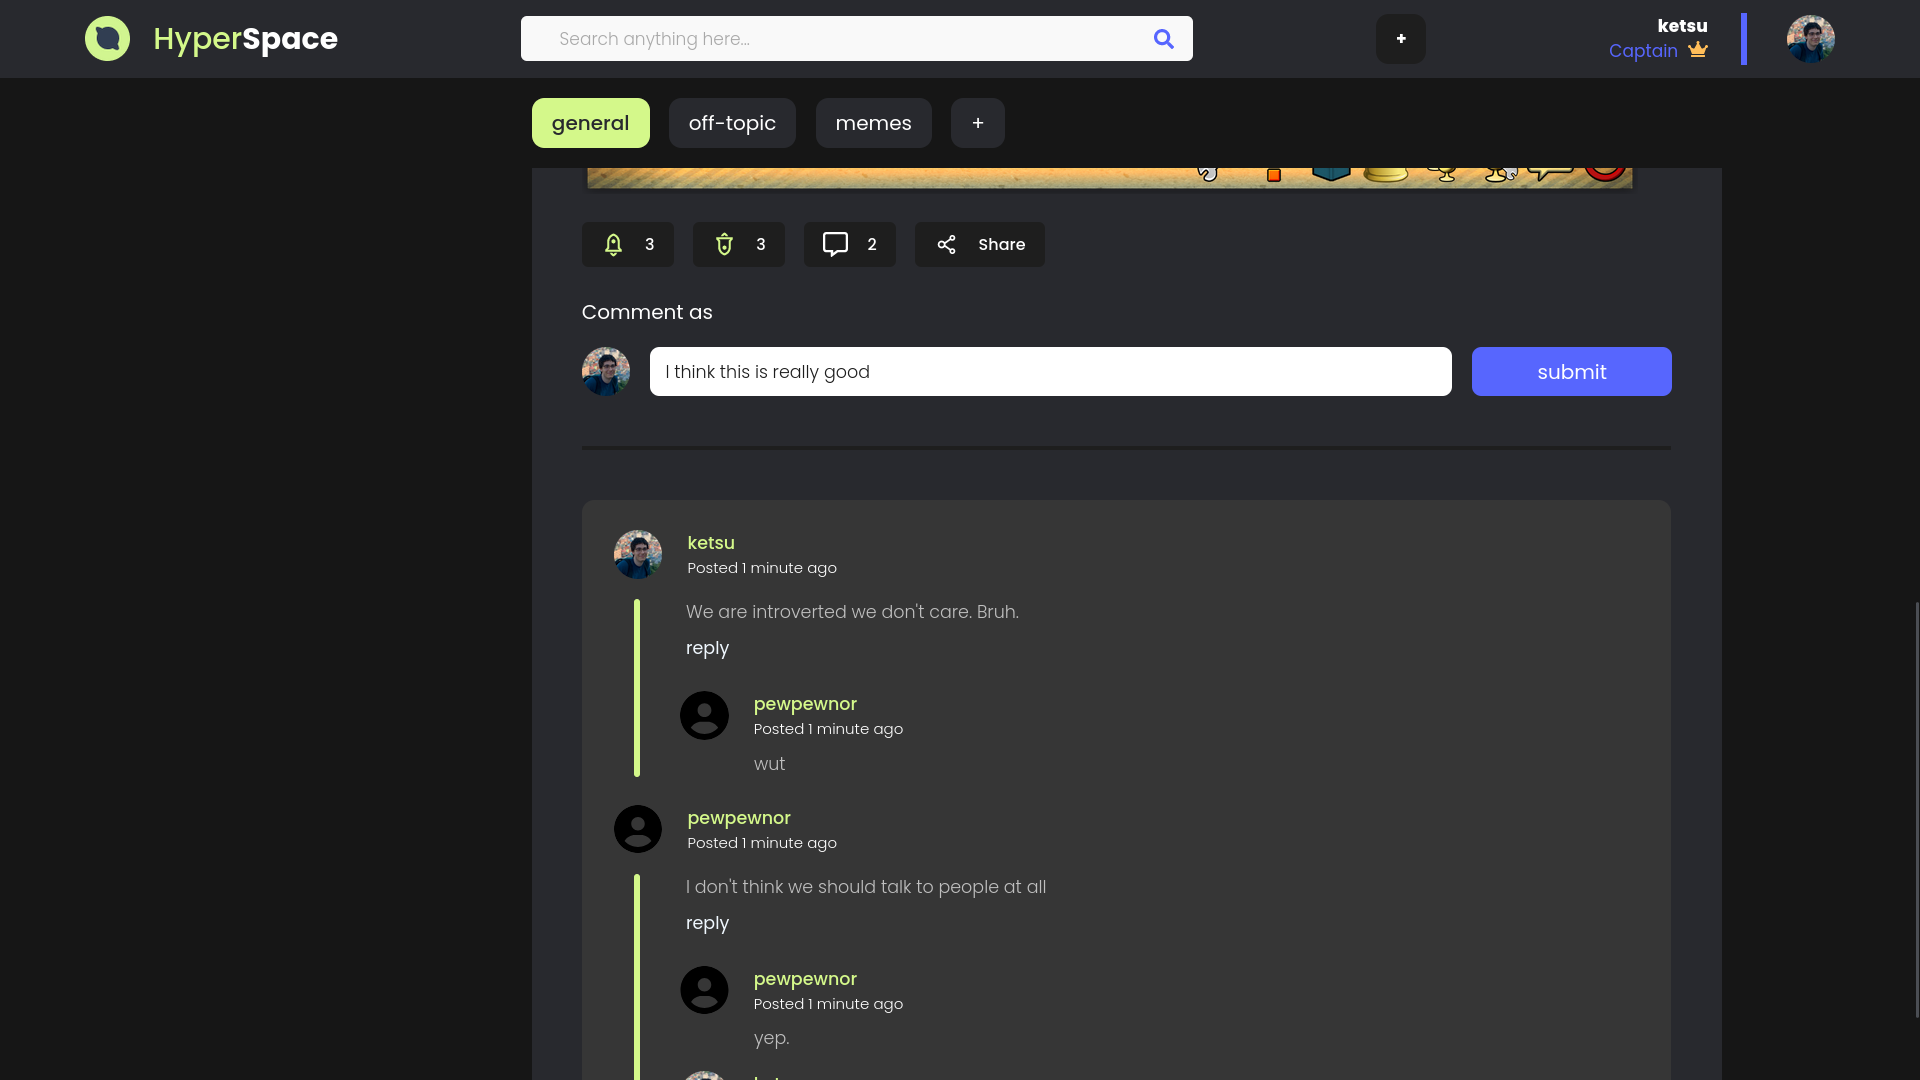 HyperSpace
Search anything here...
+
ketsu
Captain
general
off-topic
memes
+
3
3
2
Share
Comment as
I think this is really good
submit
ketsu
Posted 1 minute ago
We are introverted we don't care. Bruh.
reply
pewpewnor
Posted 1 minute ago
wut
pewpewnor
Posted 1 minute ago
I don't think we should talk to people at all
reply
pewpewnor
Posted 1 minute ago
yep.